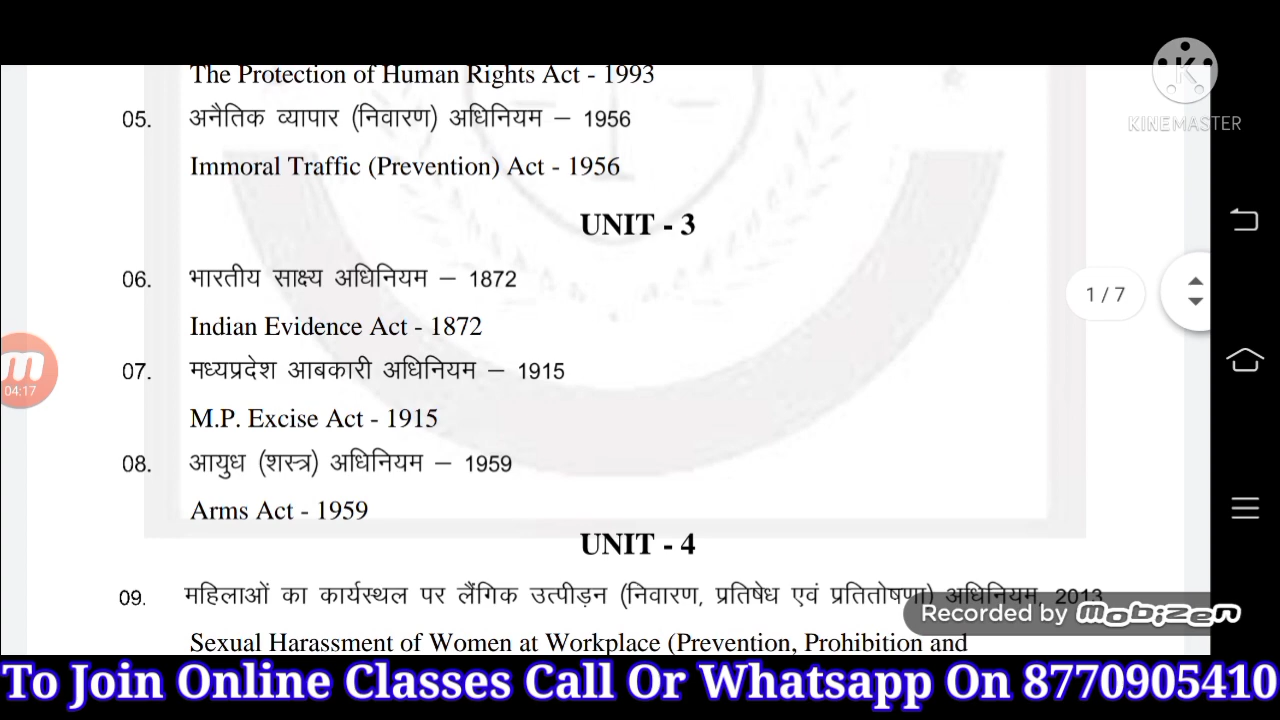 The Protection of Human Rights Act - 1993
05. अनैतिक व्यापार (निवारण) अधिनियम – 1956
Immoral Traffic (Prevention) Act - 1956
UNIT - 3
06. भारतीय साक्ष्य अधिनियम – 1872
Indian Evidence Act - 1872
07. मध्यप्रदेश आबकारी अधिनियम – 1915
M.P. Excise Act - 1915
08. आयुध (शस्त्र) अधिनियम – 1959
Arms Act - 1959
UNIT - 4
09. महिलाओं का कार्यस्थल पर लैंगिक उत्पीड़न (निवारण, प्रतिषेध एवं प्रतितोषण) अधिनियम, 2013
Sexual Harassment of Women at Workplace (Prevention, Prohibition and
K
KINEMASTER
1 / 7
m
04:17
Recorded by mobizen
To Join Online Classes Call Or Whatsapp On 8770905410